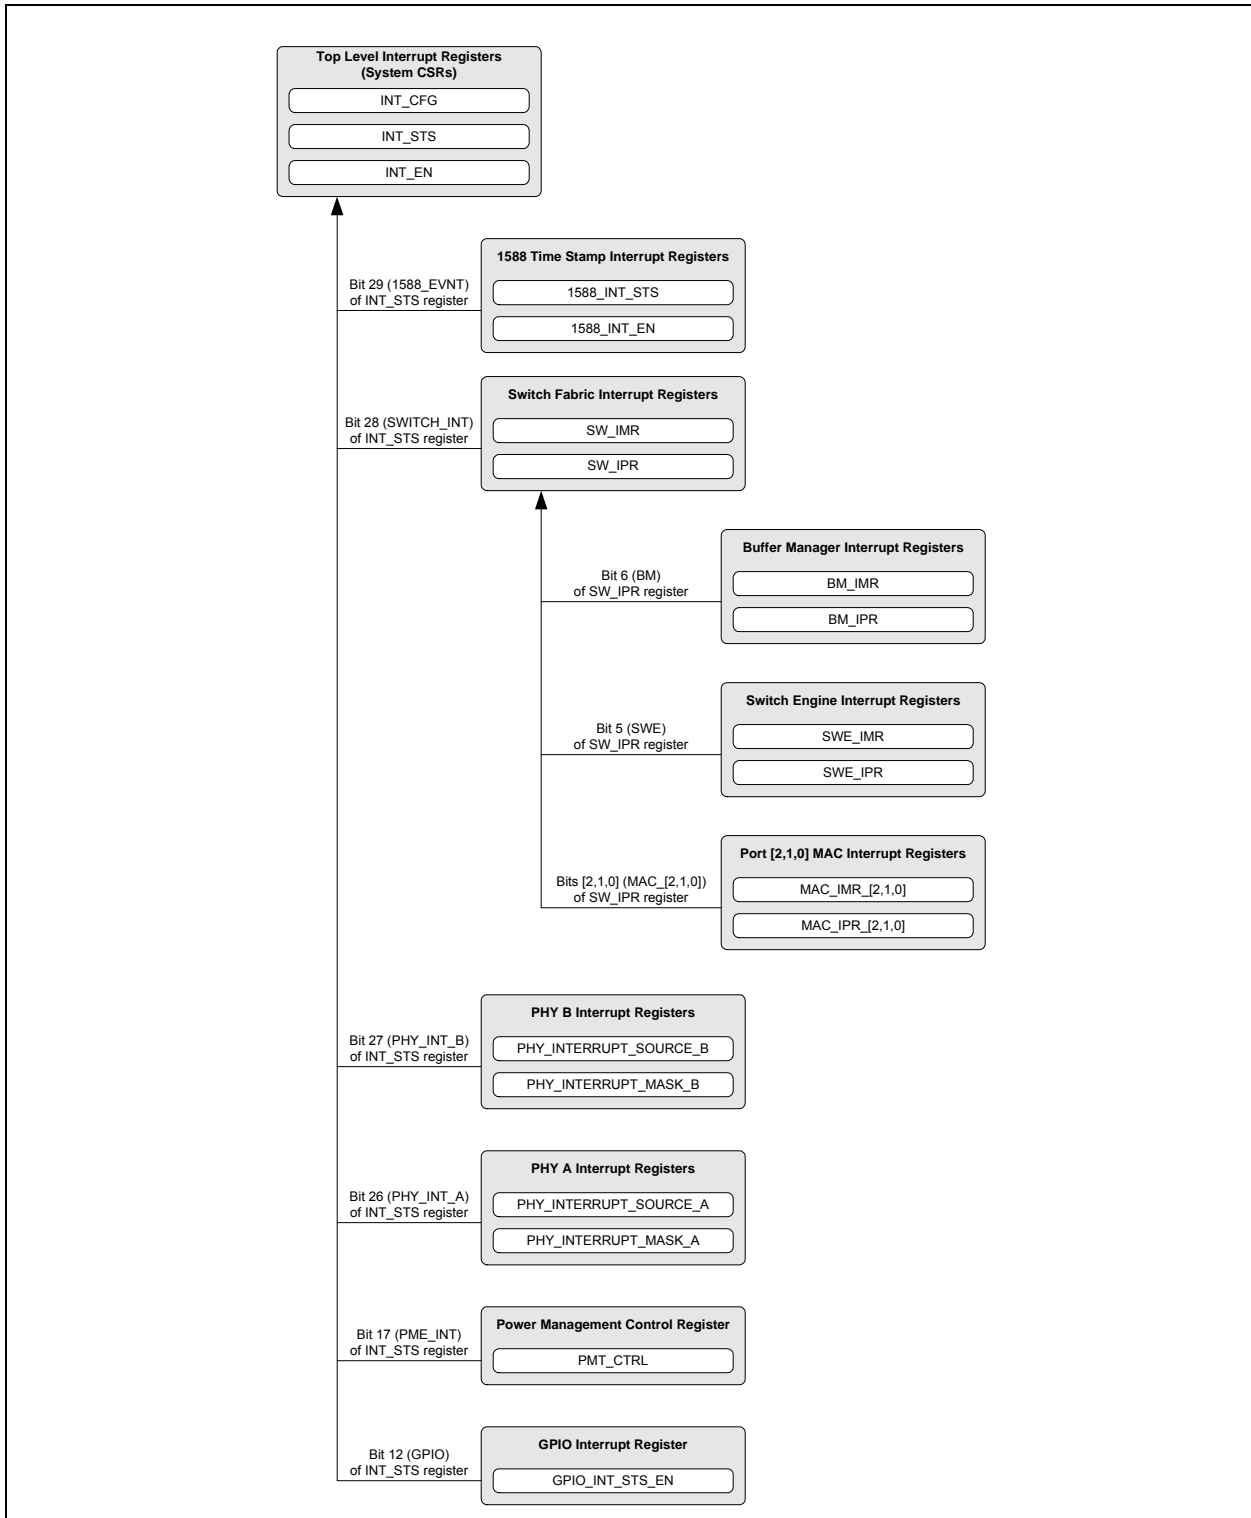 Top Level Interrupt Registers
(System CSRs)
INT_CFG
INT_STS
INT_EN
1588 Time Stamp Interrupt Registers
Bit 29 (1588_EVNT)
of INT_STS register
1588_INT_STS
1588_INT_EN
Switch Fabric Interrupt Registers
Bit 28 (SWITCH_INT)
of INT_STS register
SW_IMR
SW_IPR
Buffer Manager Interrupt Registers
Bit 6 (BM)
of SW_IPR register
BM_IMR
BM_IPR
Switch Engine Interrupt Registers
Bit 5 (SWE)
of SW_IPR register
SWE_IMR
SWE_IPR
Port [2,1,0] MAC Interrupt Registers
Bits [2,1,0] (MAC_[2,1,0])
of SW_IPR register
MAC_IMR_[2,1,0]
MAC_IPR_[2,1,0]
PHY B Interrupt Registers
Bit 27 (PHY_INT_B)
of INT_STS register
PHY_INTERRUPT_SOURCE_B
PHY_INTERRUPT_MASK_B
PHY A Interrupt Registers
Bit 26 (PHY_INT_A)
of INT_STS register
PHY_INTERRUPT_SOURCE_A
PHY_INTERRUPT_MASK_A
Power Management Control Register
Bit 17 (PME_INT)
of INT_STS register
PMT_CTRL
GPIO Interrupt Register
Bit 12 (GPIO)
of INT_STS register
GPIO_INT_STS_EN